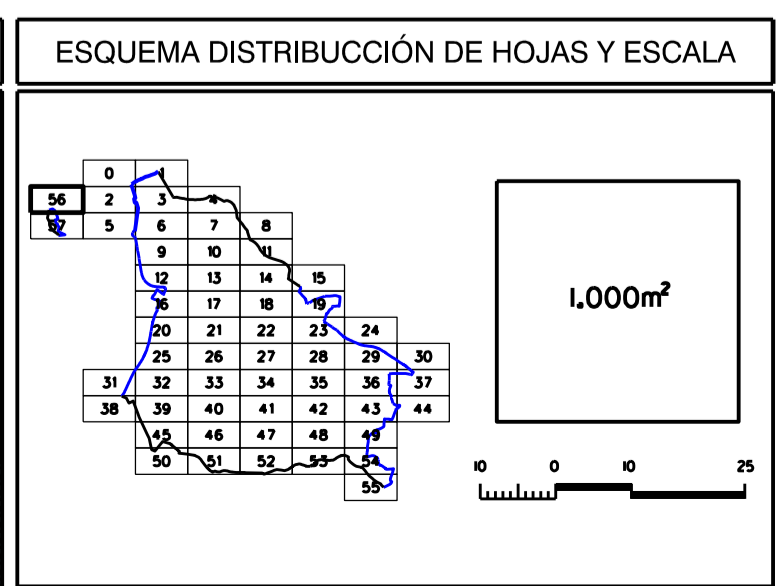 ESQUEMA DISTRIBUCCIÓN DE HOJAS Y ESCALA
0 1
56 2 3 4
57 5 6 7 8
9 10 11
12 13 14 15
16 17 18 19
20 21 22 23 24
25 26 27 28 29 30
31 32 33 34 35 36 37
38 39 40 41 42 43 44
45 46 47 48 49
50 51 52 53 54
55
1.000m²
10 0 10 25